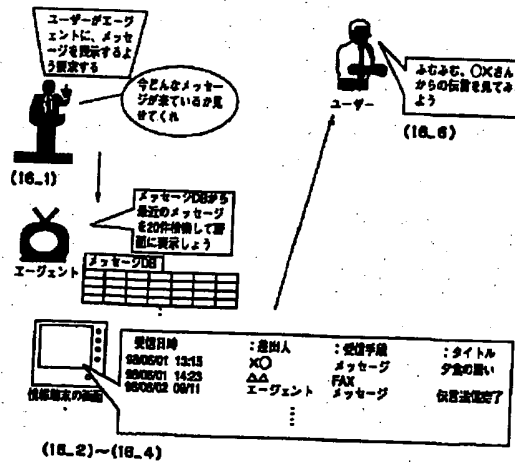 ユーザーがエージ
ェントに、メッセ
ージを提示するよ
う要求する
今どんなメッセー
ジが来ているか見
せてくれ
(16_1)
メッセージDBから
最近のメッセージ
を20件検索して画
面に表示しよう
エージェント
メッセージDB
ふむふむ。〇×さん
からの伝言を見てみ
よう
ユーザー
(16_6)
受信日時 :差出人 :受信手段 :タイトル
98/06/01 13:15 ×〇 メッセージ 夕食の誘い
98/06/01 14:23 △△ FAX
98/06/02 09/11 エージェント メッセージ 伝言送信完了
情報端末の画面
(16_2)~(16_4)